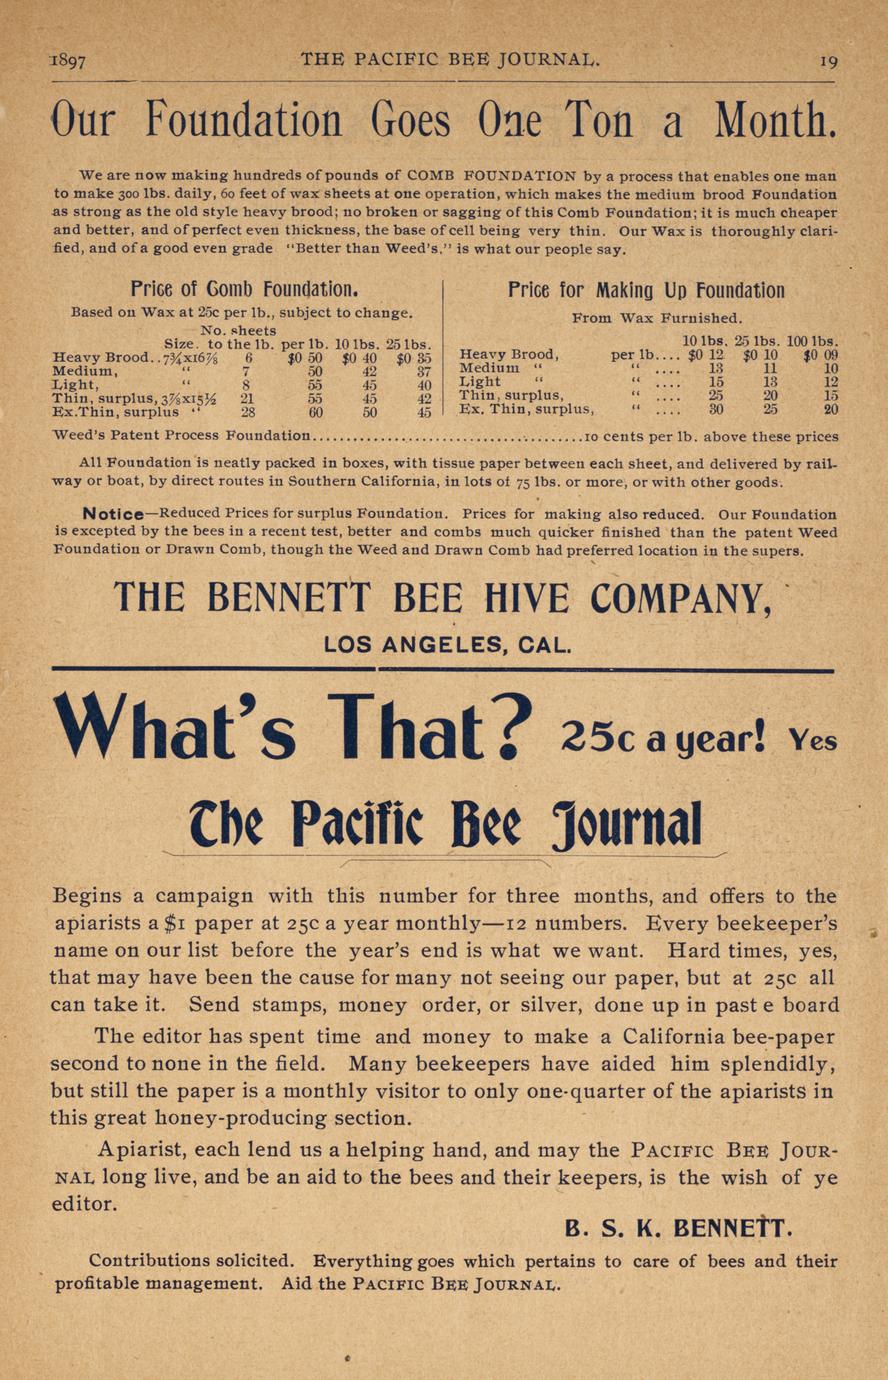 1897 THE PACIFIC BEE JOURNAL. 19
Our Foundation Goes One Ton a Month.
We are now making hundreds of pounds of COMB FOUNDATION by a process that enables one man
to make 300 lbs. daily, 60 feet of wax sheets at one operation, which makes the medium brood Foundation
as strong as the old style heavy brood; no broken or sagging of this Comb Foundation; it is much cheaper
and better, and of perfect even thickness, the base of cell being very thin. Our Wax is thoroughly clari-
fied, and of a good even grade "Better than Weed's." is what our people say.
Price of Comb Foundation.
Based on Wax at 25c per lb., subject to change.
No. sheets
Size. to the lb. per lb. 10 lbs. 25 lbs.
Heavy Brood..7¾x16⅞ 6 $0 50 $0 40 $0 35
Medium, " 7 50 42 37
Light, " 8 55 45 40
Thin, surplus, 3⅞x15½ 21 55 45 42
Ex.Thin, surplus " 28 60 50 45
Price for Making Up Foundation
From Wax Furnished.
10 lbs. 25 lbs. 100 lbs.
Heavy Brood, per lb.... $0 12 $0 10 $0 09
Medium " " .... 13 11 10
Light " " .... 15 13 12
Thin, surplus, " .... 25 20 15
Ex. Thin, surplus, " .... 30 25 20
Weed's Patent Process Foundation..........................................10 cents per lb. above these prices
All Foundation is neatly packed in boxes, with tissue paper between each sheet, and delivered by rail-
way or boat, by direct routes in Southern California, in lots of 75 lbs. or more, or with other goods.
Notice—Reduced Prices for surplus Foundation. Prices for making also reduced. Our Foundation
is excepted by the bees in a recent test, better and combs much quicker finished than the patent Weed
Foundation or Drawn Comb, though the Weed and Drawn Comb had preferred location in the supers.
THE BENNETT BEE HIVE COMPANY,
LOS ANGELES, CAL.
What's That? 25c a year! Yes
The Pacific Bee Journal
Begins a campaign with this number for three months, and offers to the
apiarists a $1 paper at 25c a year monthly—12 numbers. Every beekeeper's
name on our list before the year's end is what we want. Hard times, yes,
that may have been the cause for many not seeing our paper, but at 25c all
can take it. Send stamps, money order, or silver, done up in past e board
The editor has spent time and money to make a California bee-paper
second to none in the field. Many beekeepers have aided him splendidly,
but still the paper is a monthly visitor to only one-quarter of the apiarists in
this great honey-producing section.
Apiarist, each lend us a helping hand, and may the PACIFIC BEE JOUR-
NAL long live, and be an aid to the bees and their keepers, is the wish of ye
editor.
B. S. K. BENNETT.
Contributions solicited. Everything goes which pertains to care of bees and their
profitable management. Aid the PACIFIC BEE JOURNAL.